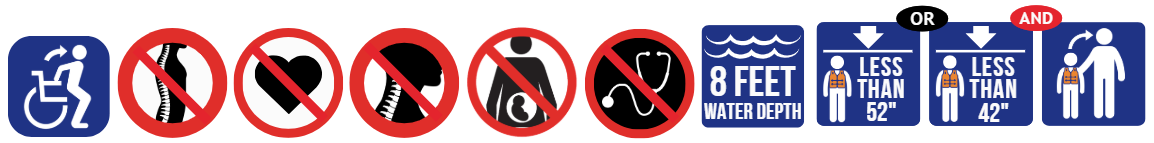 8 FEET
WATER DEPTH
LESS
THAN
52"
OR
LESS
THAN
42"
AND